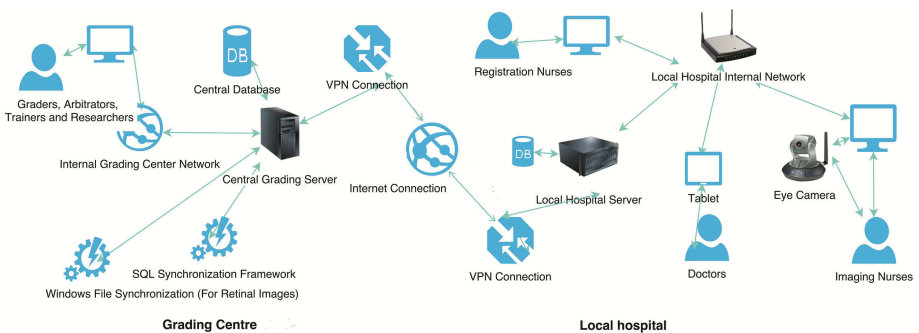 DB
Central Database
VPN Connection
Registration Nurses
Local Hospital Internal Network
Graders, Arbitrators,
Trainers and Researchers
Internal Grading Center Network
Central Grading Server
Internet Connection
DB
Local Hospital Server
Tablet
Eye Camera
SQL Synchronization Framework
Windows File Synchronization (For Retinal Images)
VPN Connection
Doctors
Imaging Nurses
Grading Centre
Local hospital